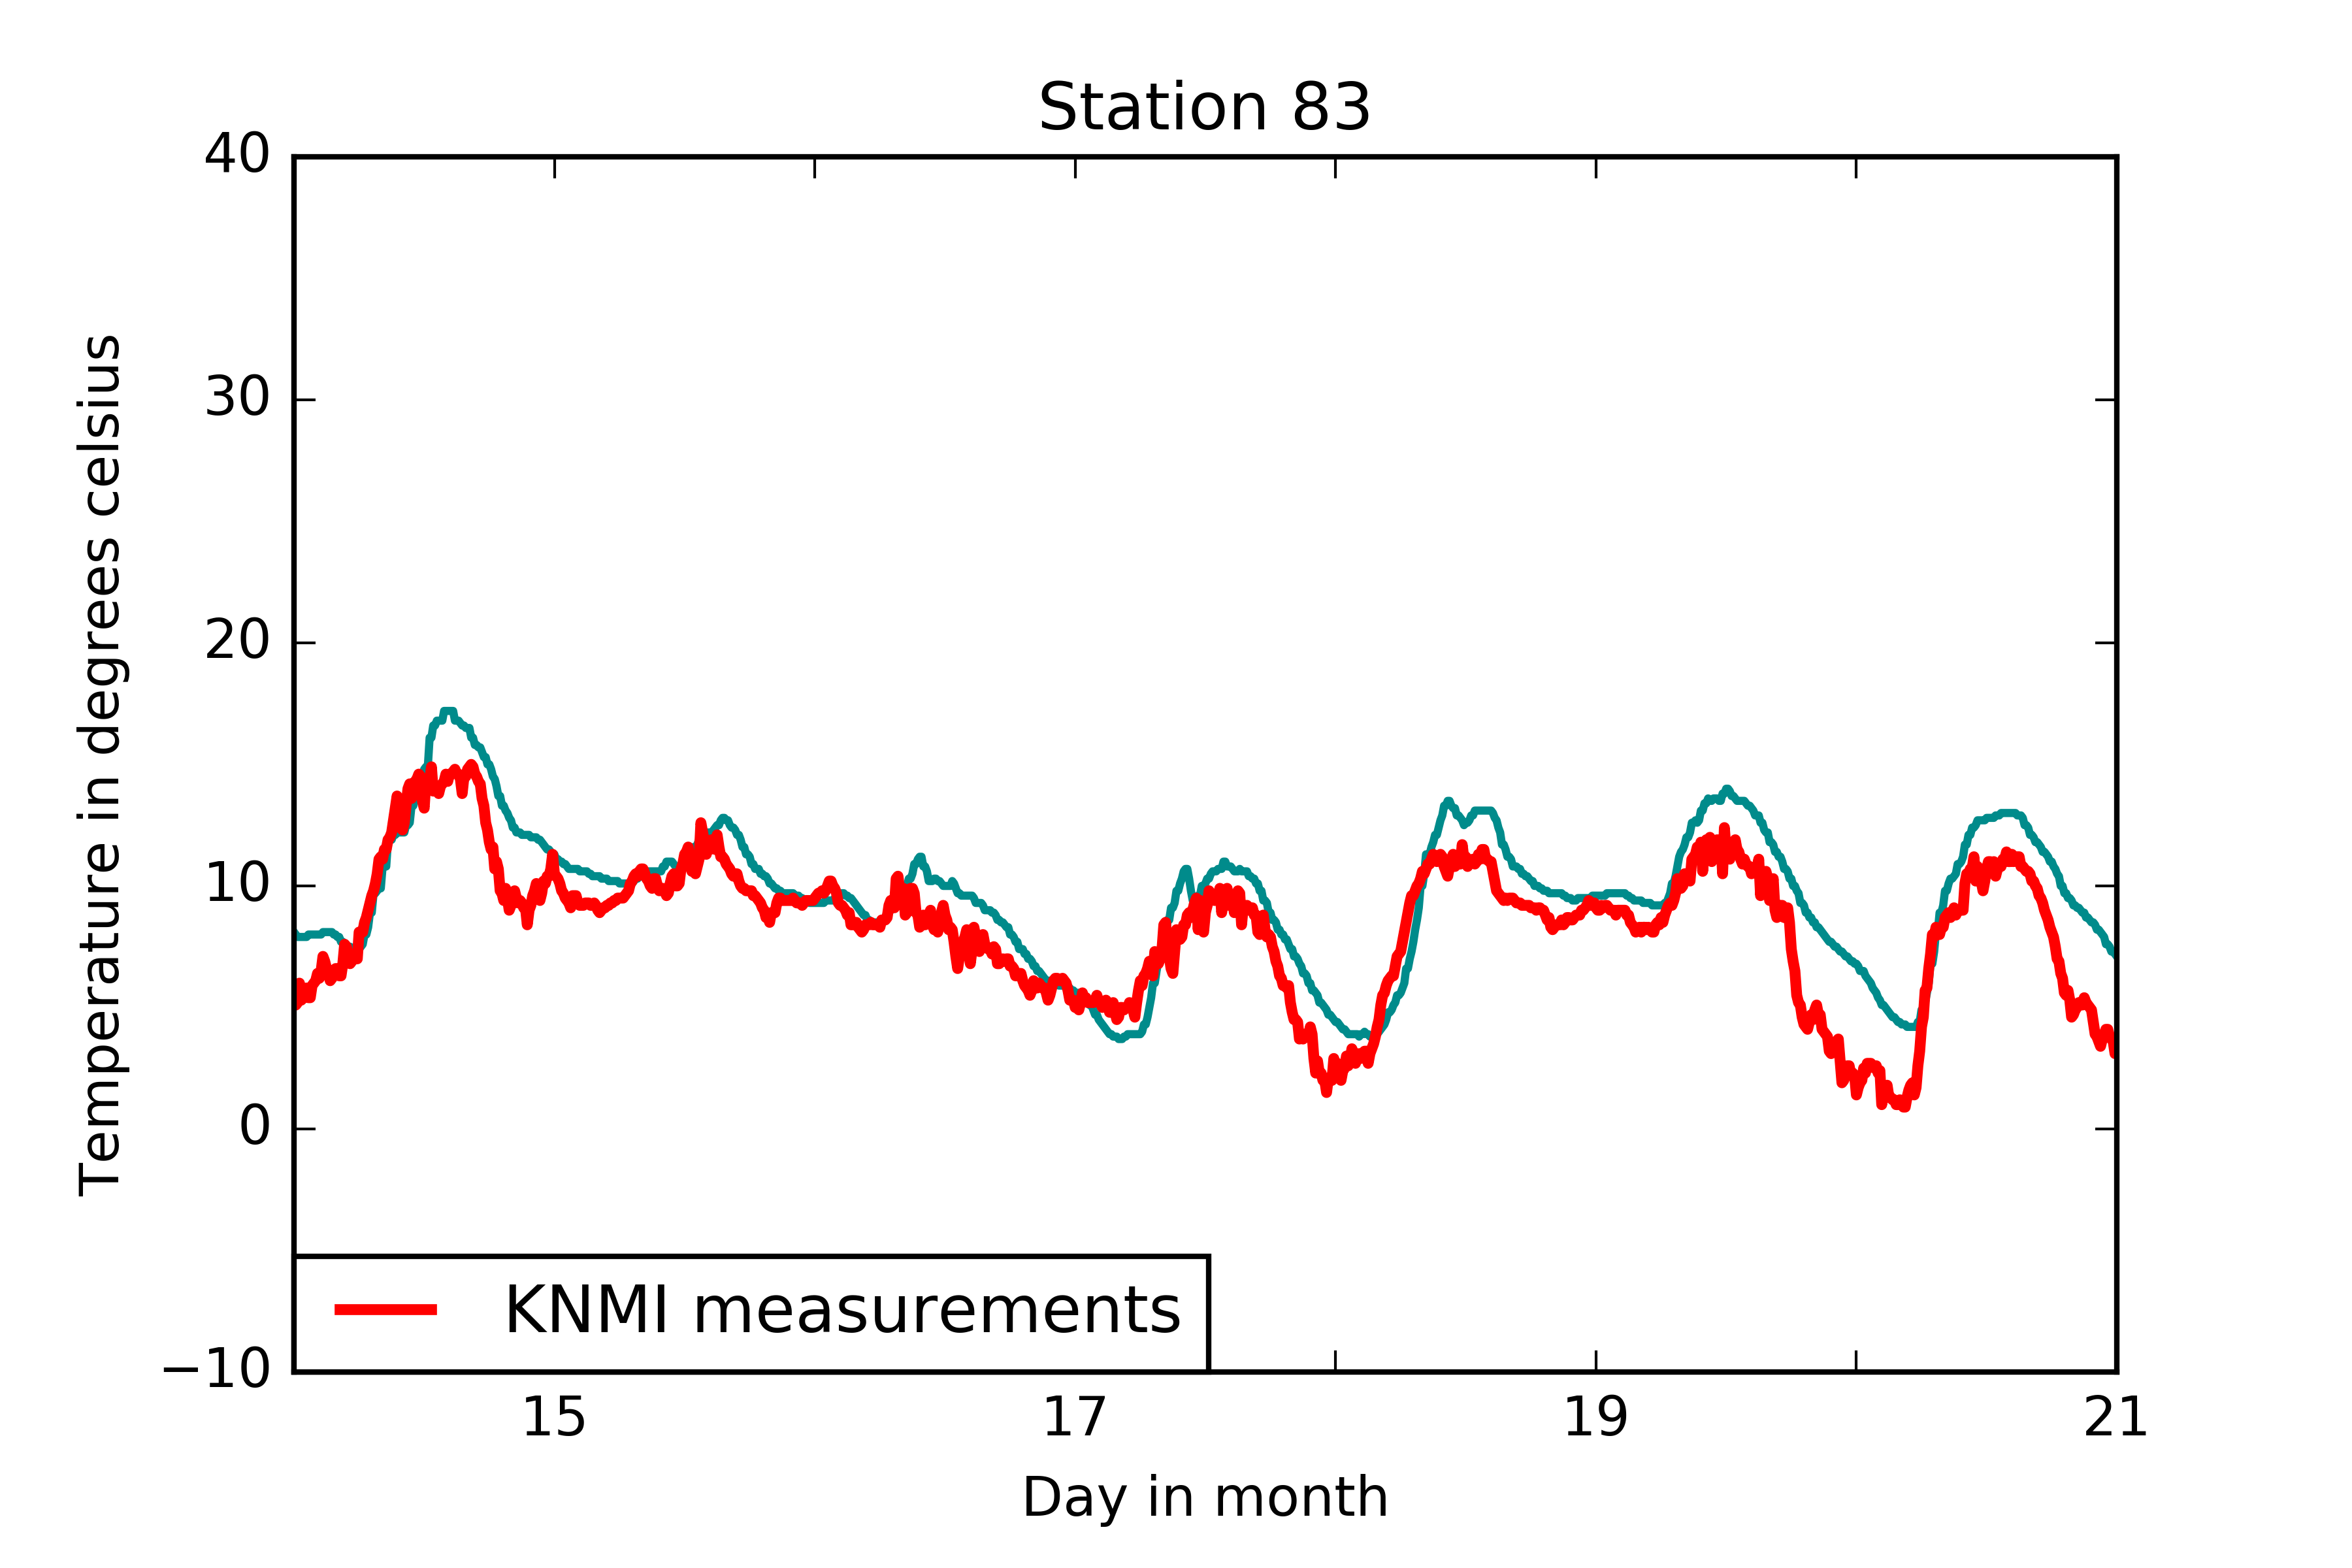 Station 83
40
30
20
10
0
−10
Temperature in degrees celsius
KNMI measurements
15 17 19 21
Day in month